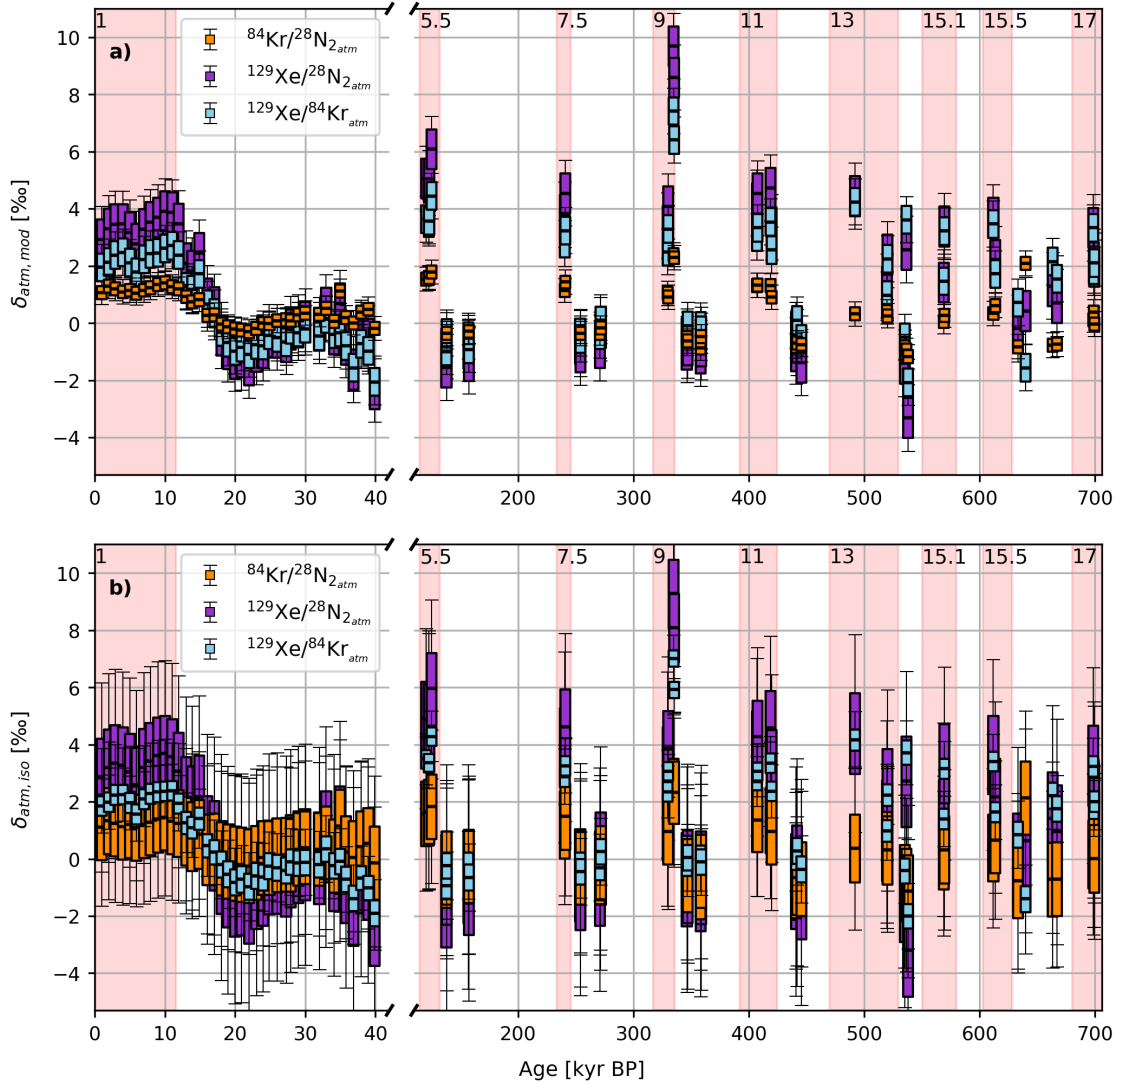 1 5.5 7.5 9 11 13 15.1 15.5 17
a)
⁸⁴Kr/²⁸N₂ₐₜₘ
¹²⁹Xe/²⁸N₂ₐₜₘ
¹²⁹Xe/⁸⁴Krₐₜₘ
δatm, mod [‰]
10
8
6
4
2
0
−2
−4
0 10 20 30 40 200 300 400 500 600 700
1 5.5 7.5 9 11 13 15.1 15.5 17
b)
⁸⁴Kr/²⁸N₂ₐₜₘ
¹²⁹Xe/²⁸N₂ₐₜₘ
¹²⁹Xe/⁸⁴Krₐₜₘ
δatm, iso [‰]
10
8
6
4
2
0
−2
−4
0 10 20 30 40 200 300 400 500 600 700
Age [kyr BP]